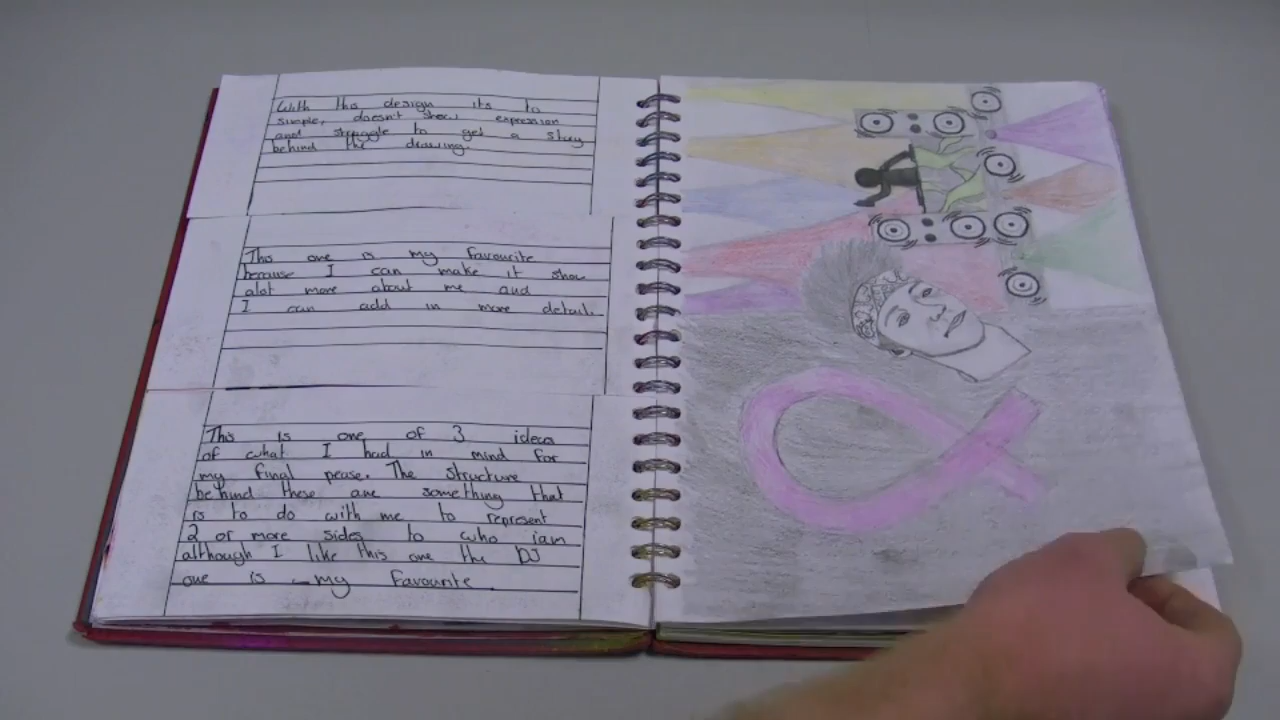 With this design its to
simple, doesn't show expression
and struggle to get a story
behind the drawing.
This one is my favourite
because I can make it show
alot more about me and
I can add in more detail.
This is one of 3 ideas
of what I had in mind for
my final pease. The structure
behind these are something that
is to do with me to represent
2 or more sides to who iam
although I like this one the DJ
one is my favourite.